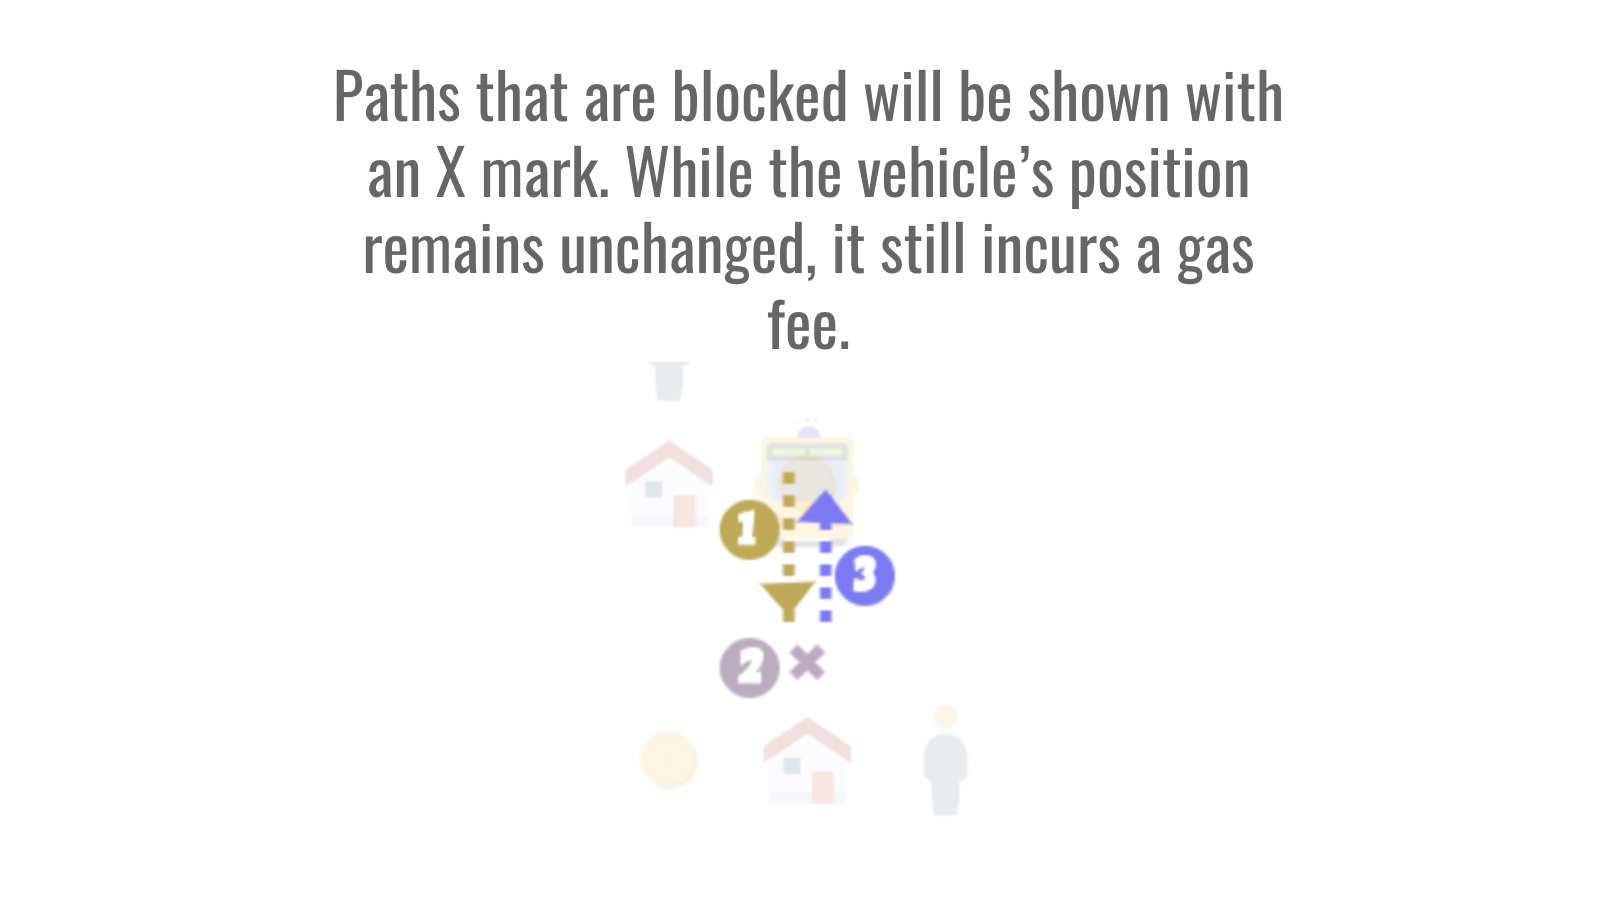 Paths that are blocked will be shown with
an X mark. While the vehicle’s position
remains unchanged, it still incurs a gas
fee.
1
3
2